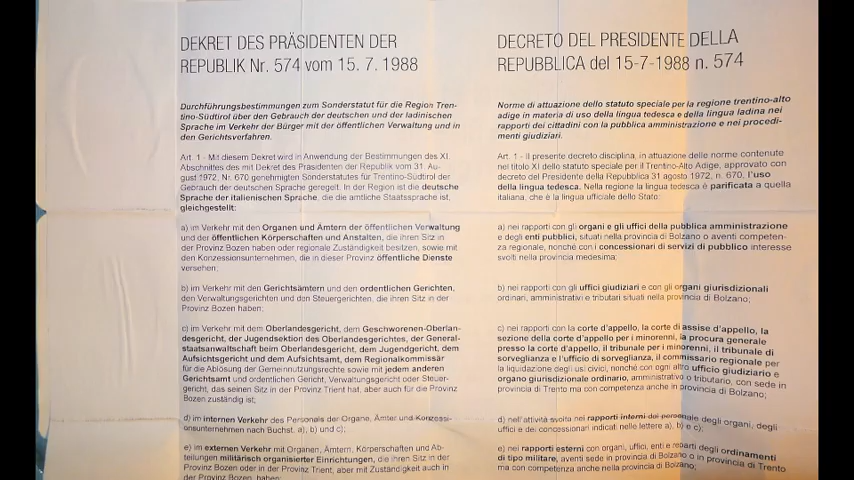 DEKRET DES PRÄSIDENTEN DER
REPUBLIK Nr. 574 vom 15. 7. 1988
Durchführungsbestimmungen zum Sonderstatut für die Region Tren-
tino-Südtirol über den Gebrauch der deutschen und der ladinischen
Sprache im Verkehr der Bürger mit der öffentlichen Verwaltung und in
den Gerichtsverfahren.
Art. 1 - Mit diesem Dekret wird in Anwendung der Bestimmungen des XI.
Abschnittes des mit Dekret des Präsidenten der Republik vom 31. Au-
gust 1972, Nr. 670 genehmigten Sonderstatutes für Trentino-Südtirol der
Gebrauch der deutschen Sprache geregelt. In der Region ist die deutsche
Sprache der italienischen Sprache, die die amtliche Staatssprache ist,
gleichgestellt:
a) im Verkehr mit den Organen und Ämtern der öffentlichen Verwaltung
und der öffentlichen Körperschaften und Anstalten, die ihren Sitz in
der Provinz Bozen haben oder regionale Zuständigkeit besitzen, sowie mit
den Konzessionsunternehmen, die in dieser Provinz öffentliche Dienste
versehen;
b) im Verkehr mit den Gerichtsämtern und den ordentlichen Gerichten,
den Verwaltungsgerichten und den Steuergerichten, die ihren Sitz in der
Provinz Bozen haben;
c) im Verkehr mit dem Oberlandesgericht, dem Geschworenen-Oberlan-
desgericht, der Jugendsektion des Oberlandesgerichtes, der General-
staatsanwaltschaft beim Oberlandesgericht, dem Jugendgericht, dem
Aufsichtsgericht und dem Aufsichtsamt, dem Regionalkommissär
für die Ablösung der Gemeinnutzungsrechte sowie mit jedem anderen
Gerichtsamt und ordentlichen Gericht, Verwaltungsgericht oder Steuer-
gericht, das seinen Sitz in der Provinz Trient hat, aber auch für die Provinz
Bozen zuständig ist;
d) im internen Verkehr des Personals der Organe, Ämter und Konzessi-
onsunternehmen nach Buchst. a), b) und c);
e) im externen Verkehr mit Organen, Ämtern, Körperschaften und Ab-
teilungen militärisch organisierter Einrichtungen, die ihren Sitz in der
Provinz Bozen oder in der Provinz Trient, aber mit Zuständigkeit auch in
der Provinz Bozen, haben;
DECRETO DEL PRESIDENTE DELLA
REPUBBLICA del 15-7-1988 n. 574
Norme di attuazione dello statuto speciale per la regione trentino-alto
adige in materia di uso della lingua tedesca e della lingua ladina nei
rapporti dei cittadini con la pubblica amministrazione e nei procedi-
menti giudiziari.
Art. 1 - Il presente decreto disciplina, in attuazione delle norme contenute
nel titolo XI dello statuto speciale per il Trentino-Alto Adige, approvato con
decreto del Presidente della Repubblica 31 agosto 1972, n. 670, l'uso
della lingua tedesca. Nella regione la lingua tedesca è parificata a quella
italiana, che è la lingua ufficiale dello Stato:
a) nei rapporti con gli organi e gli uffici della pubblica amministrazione
e degli enti pubblici, situati nella provincia di Bolzano o aventi competen-
za regionale, nonché con i concessionari di servizi di pubblico interesse
svolti nella provincia medesima;
b) nei rapporti con gli uffici giudiziari e con gli organi giurisdizionali
ordinari, amministrativi e tributari situati nella provincia di Bolzano;
c) nei rapporti con la corte d'appello, la corte di assise d'appello, la
sezione della corte d'appello per i minorenni, la procura generale
presso la corte d'appello, il tribunale per i minorenni, il tribunale di
sorveglianza e l'ufficio di sorveglianza, il commissario regionale per
la liquidazione degli usi civici, nonché con ogni altro ufficio giudiziario e
organo giurisdizionale ordinario, amministrativo o tributario, con sede in
provincia di Trento ma con competenza anche in provincia di Bolzano;
d) nell'attività svolta nei rapporti interni del personale degli organi, degli
uffici e dei concessionari indicati nelle lettere a), b) e c);
e) nei rapporti esterni con organi, uffici, enti e reparti degli ordinamenti
di tipo militare, aventi sede in provincia di Bolzano o in provincia di Trento
ma con competenza anche nella provincia di Bolzano;